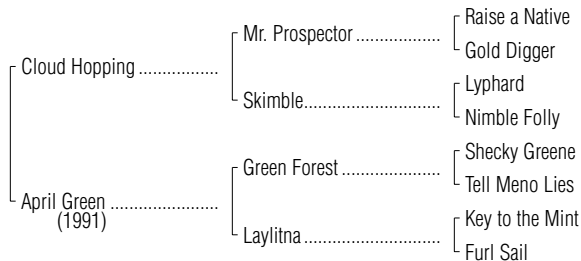 Raise a Native
Mr. Prospector ..................
Gold Digger
Cloud Hopping .................
Lyphard
Skimble.............................
Nimble Folly
Shecky Greene
Green Forest .....................
Tell Meno Lies
April Green .......................
(1991)
Key to the Mint
Laylitna .............................
Furl Sail